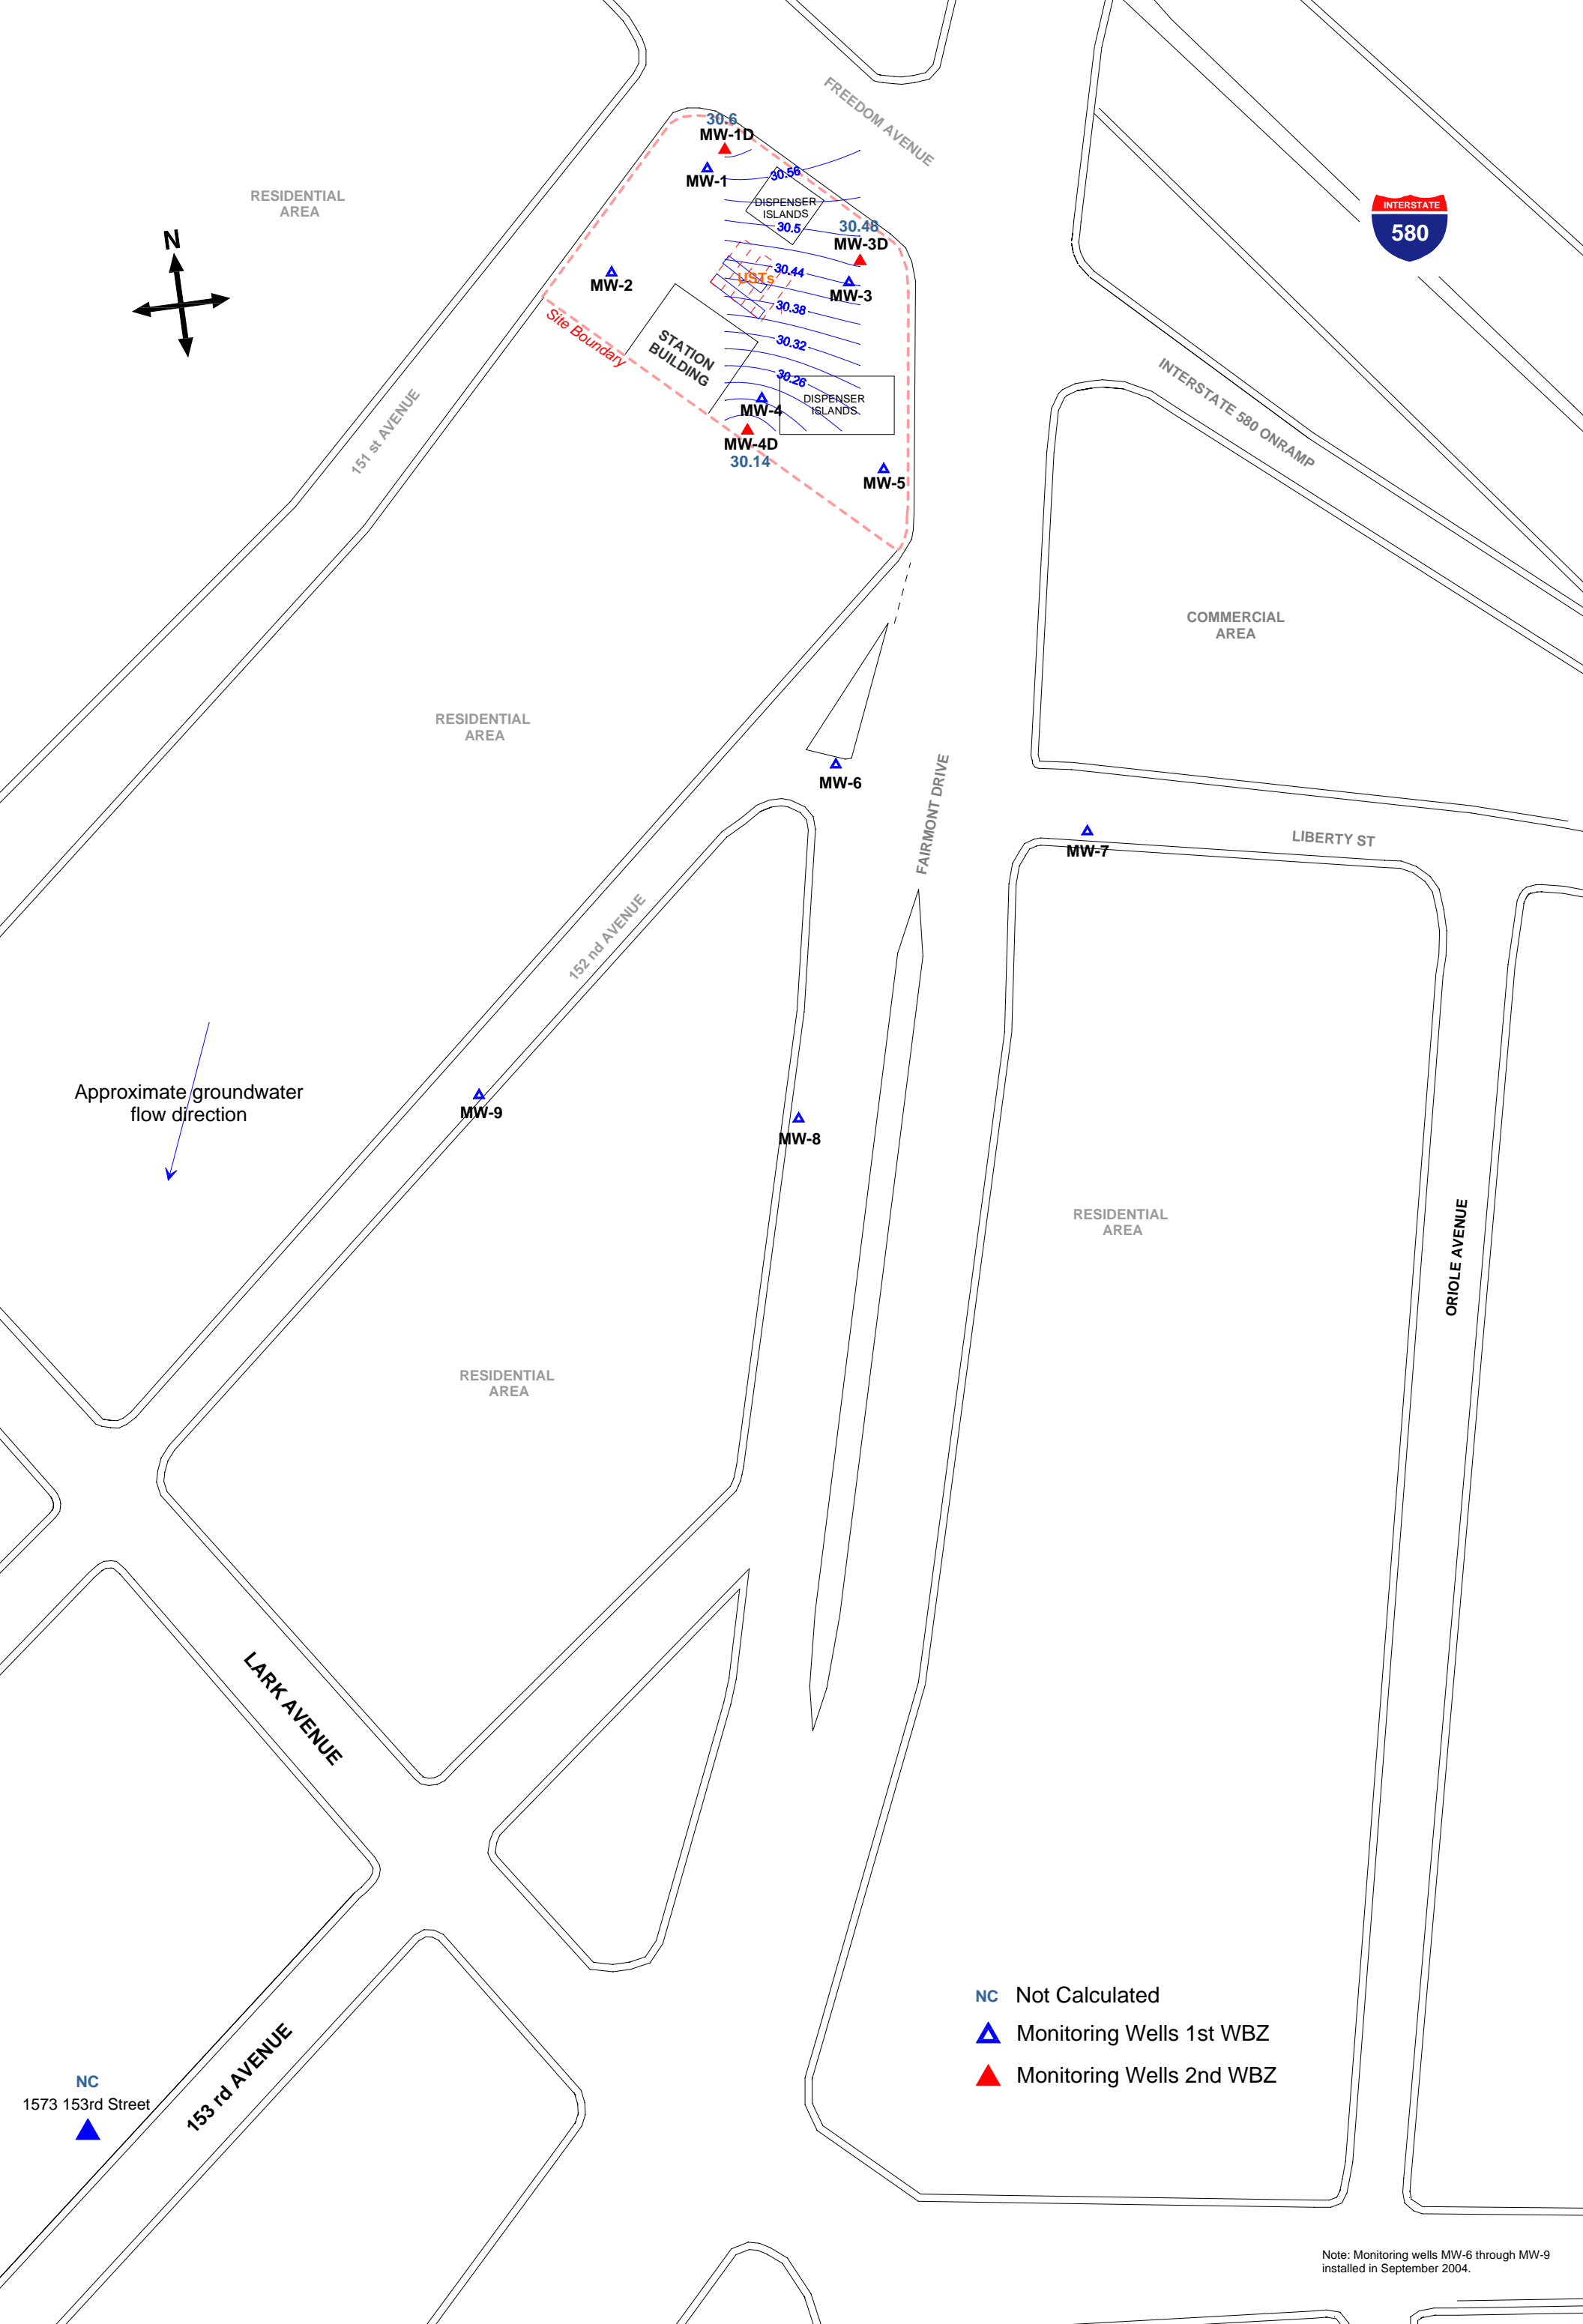 FREEDOM AVENUE
30.6
MW-1D
MW-1
30.56
DISPENSER
ISLANDS
30.5
30.48
MW-3D
RESIDENTIAL
AREA
INTERSTATE
580
N
MW-2
USTs
30.44
MW-3
30.38
Site Boundary
STATION
BUILDING
30.32
30.26
DISPENSER
ISLANDS
MW-4
MW-4D
30.14
MW-5
151 st AVENUE
INTERSTATE 580 ONRAMP
COMMERCIAL
AREA
RESIDENTIAL
AREA
MW-6
FAIRMONT DRIVE
MW-7
LIBERTY ST
152 nd AVENUE
Approximate groundwater
flow direction
MW-9
MW-8
RESIDENTIAL
AREA
ORIOLE AVENUE
RESIDENTIAL
AREA
LARK AVENUE
NC Not Calculated
Monitoring Wells 1st WBZ
Monitoring Wells 2nd WBZ
NC
1573 153rd Street
153 rd AVENUE
Note: Monitoring wells MW-6 through MW-9
installed in September 2004.